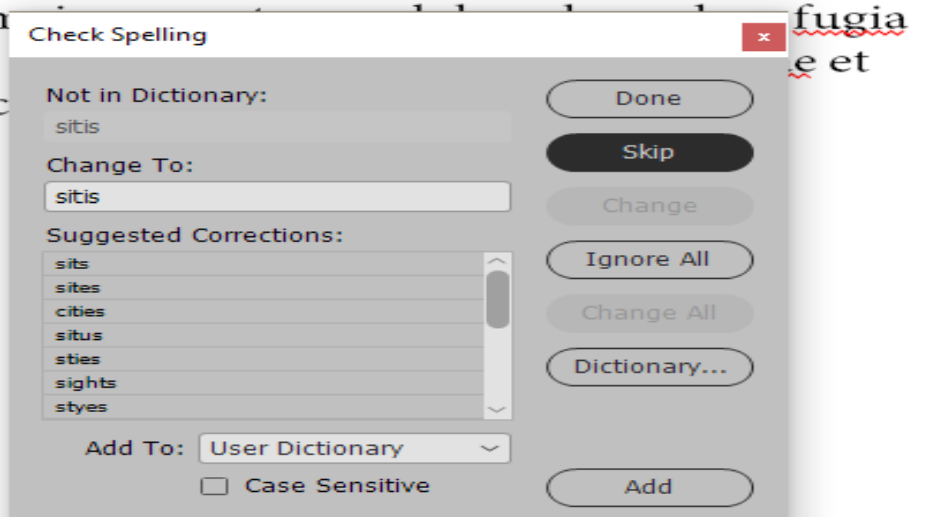 fugia
Check Spelling
e et
Not in Dictionary:
sitis
Change To:
sitis
Suggested Corrections:
sits
sites
cities
situs
sties
sights
styes
Add To: User Dictionary
Case Sensitive
Done
Skip
Change
Ignore All
Change All
Dictionary...
Add